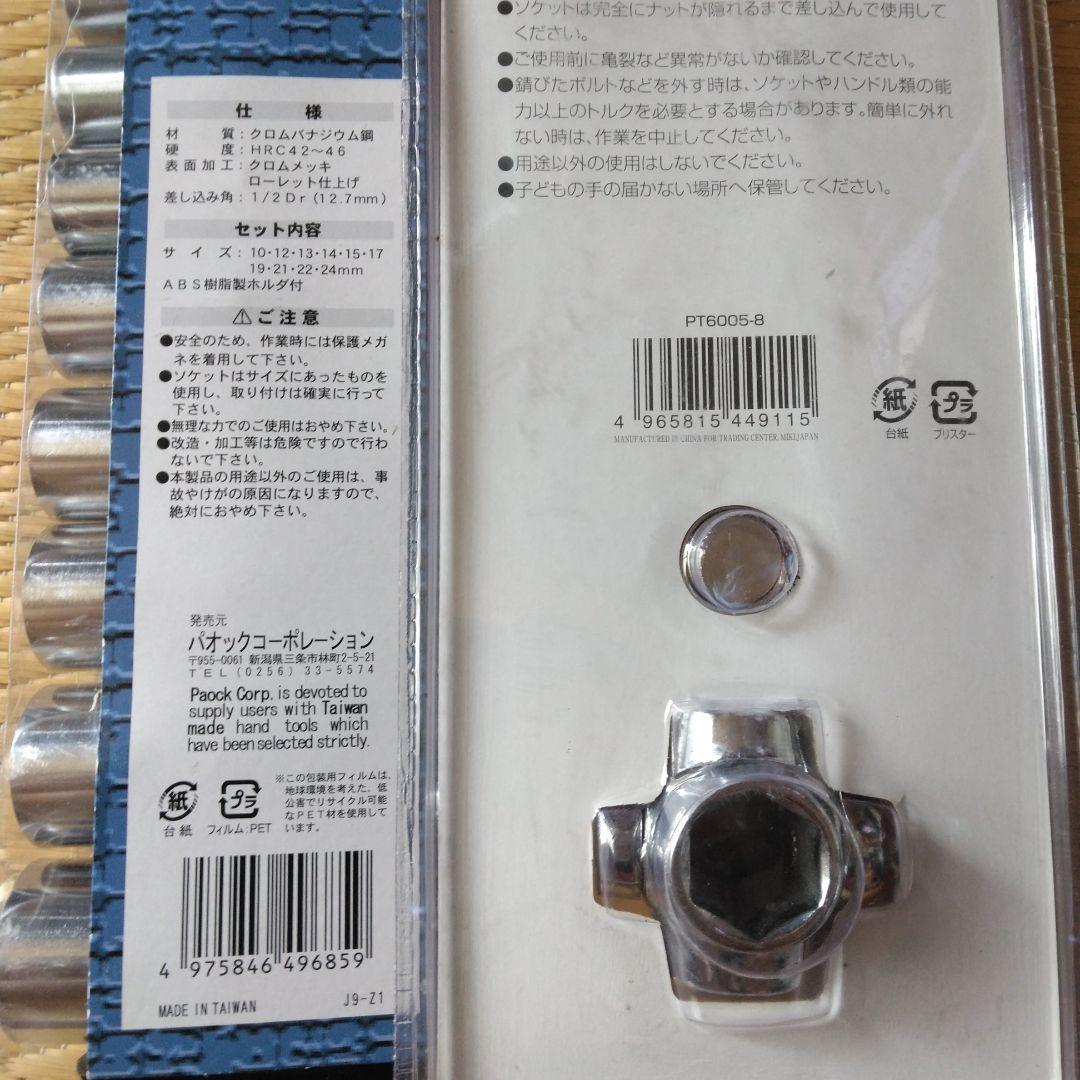 仕様
材質：クロムバナジウム鋼
硬度：HRC42～46
表面加工：クロムメッキ
ローレット仕上げ
差し込み角：1/2Dr(12.7mm)
セット内容
サイズ：10・12・13・14・15・17
19・21・22・24mm
ABS樹脂製ホルダ付
⚠ご注意
●安全のため、作業時には保護メガ
ネを着用して下さい。
●ソケットはサイズにあったものを
使用し、取り付けは確実に行って
下さい。
●無理な力でのご使用はおやめ下さい。
●改造・加工等は危険ですので行わ
ないで下さい。
●本製品の用途以外のご使用は、事
故やけがの原因になりますので、
絶対におやめ下さい。
発売元
パオックコーポレーション
〒955-0061 新潟県三条市林町2-5-21
TEL(0256) 33-5574
Paock Corp. is devoted to
supply users with Taiwan
made hand tools which
have been selected strictly.
紙
台紙
プラ
フィルム:PET
※この包装用フィルムは、
地球環境を考えた、低
公害でリサイクル可能
なPET材を使用して
います。
4 975846 496859
MADE IN TAIWAN
J9-Z1
●ソケットは完全にナットが隠れるまで差し込んで使用して
ください。
●ご使用前に亀裂など異常がないか確認してください。
●錆びたボルトなどを外す時は、ソケットやハンドル類の能
力以上のトルクを必要とする場合があります。簡単に外れ
ない時は、作業を中止してください。
●用途以外の使用はしないでください。
●子どもの手の届かない場所へ保管してください。
PT6005-8
4 965815 449115
MANUFACTURED IN CHINA FOR TRADING CENTER, MIKI,JAPAN
紙
台紙
プラ
ブリスター